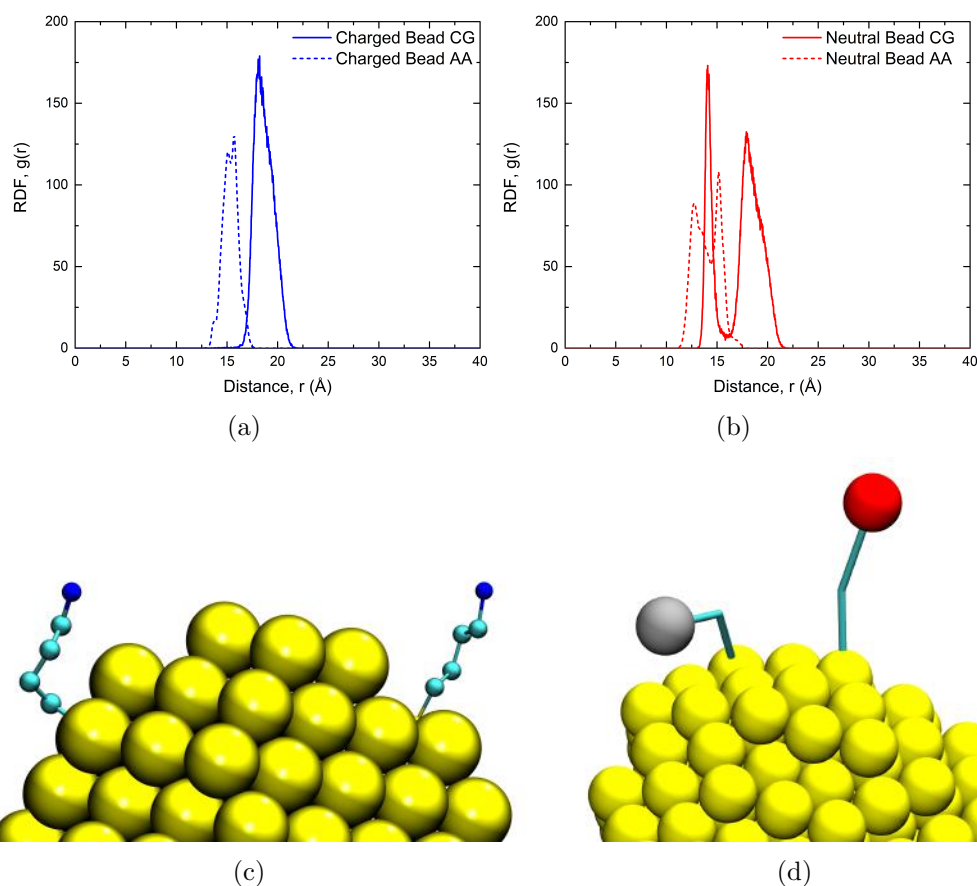 200
150
100
50
0
RDF, g(r)
Charged Bead CG
Charged Bead AA
0 5 10 15 20 25 30 35 40
Distance, r (Å)
(a)
200
150
100
50
0
RDF, g(r)
Neutral Bead CG
Neutral Bead AA
0 5 10 15 20 25 30 35 40
Distance, r (Å)
(b)
(c)
(d)